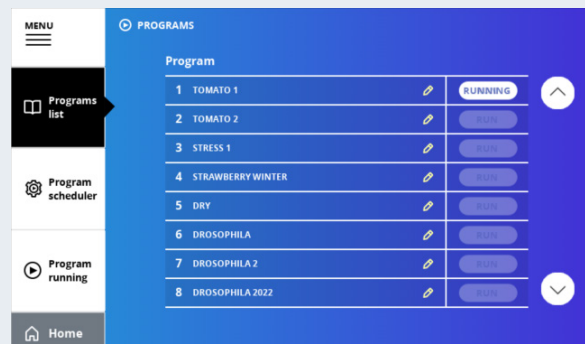 MENU
PROGRAMS
Programs
list
Program
scheduler
Program
running
Home
Program
1 TOMATO 1 RUNNING
2 TOMATO 2 RUN
3 STRESS 1 RUN
4 STRAWBERRY WINTER RUN
5 DRY RUN
6 DROSOPHILA RUN
7 DROSOPHILA 2 RUN
8 DROSOPHILA 2022 RUN